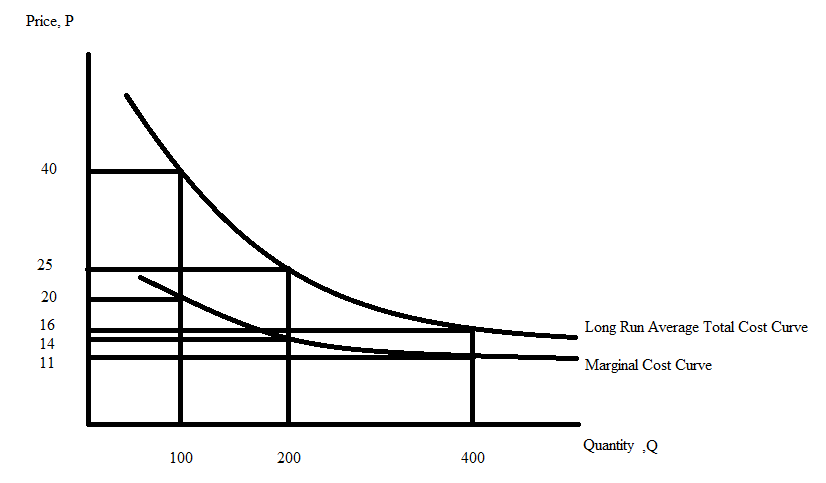 Price, P
40
25
20
16
14
11
Long Run Average Total Cost Curve
Marginal Cost Curve
Quantity ,Q
100
200
400